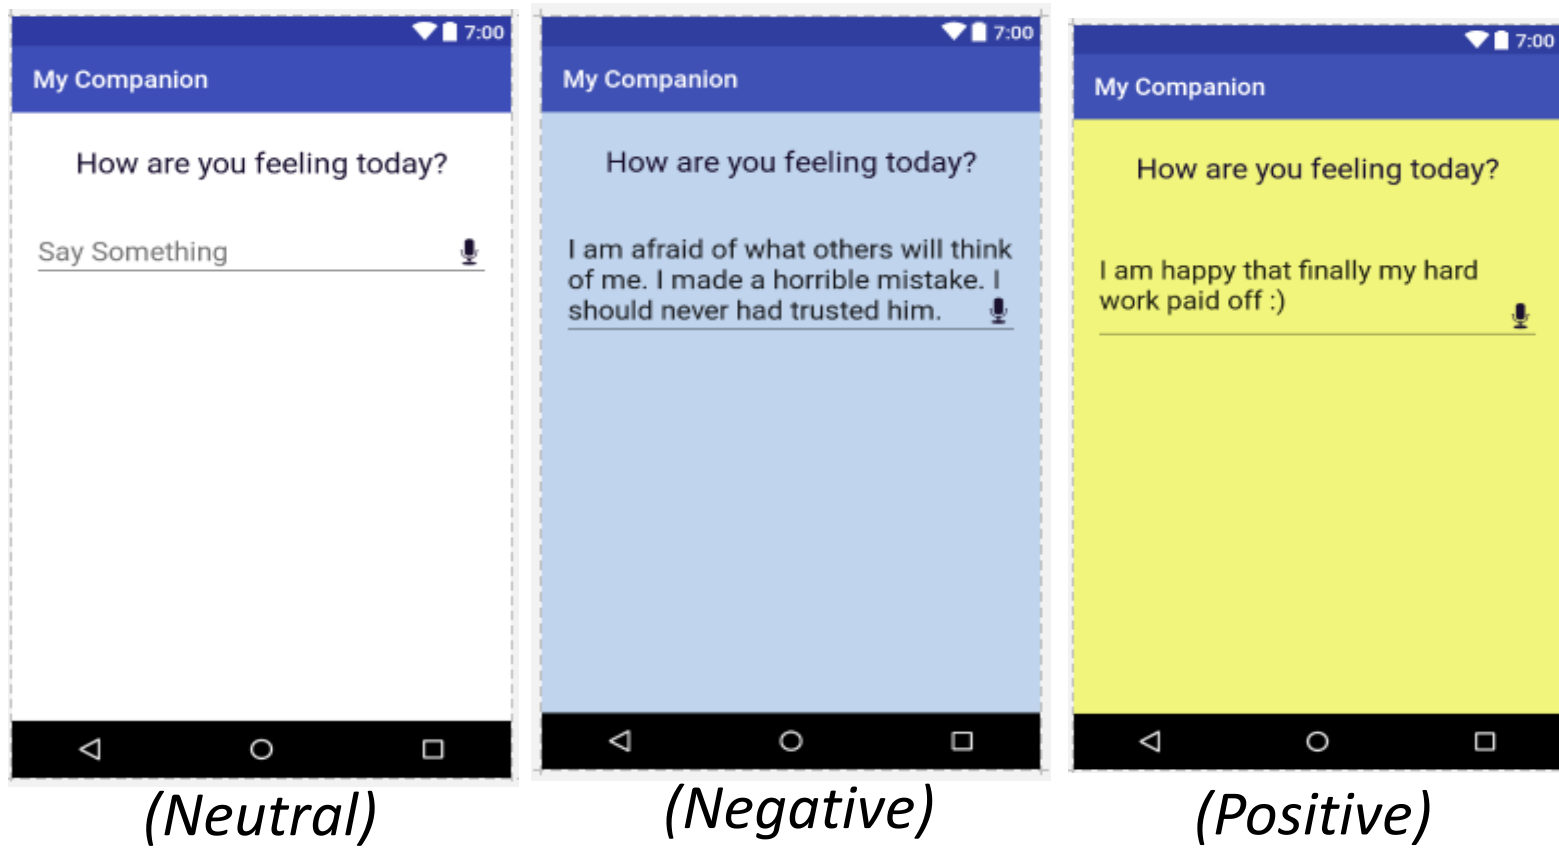 7:00
My Companion
How are you feeling today?
Say Something
(Neutral)
7:00
My Companion
How are you feeling today?
I am afraid of what others will think
of me. I made a horrible mistake. I
should never had trusted him.
(Negative)
7:00
My Companion
How are you feeling today?
I am happy that finally my hard
work paid off :)
(Positive)